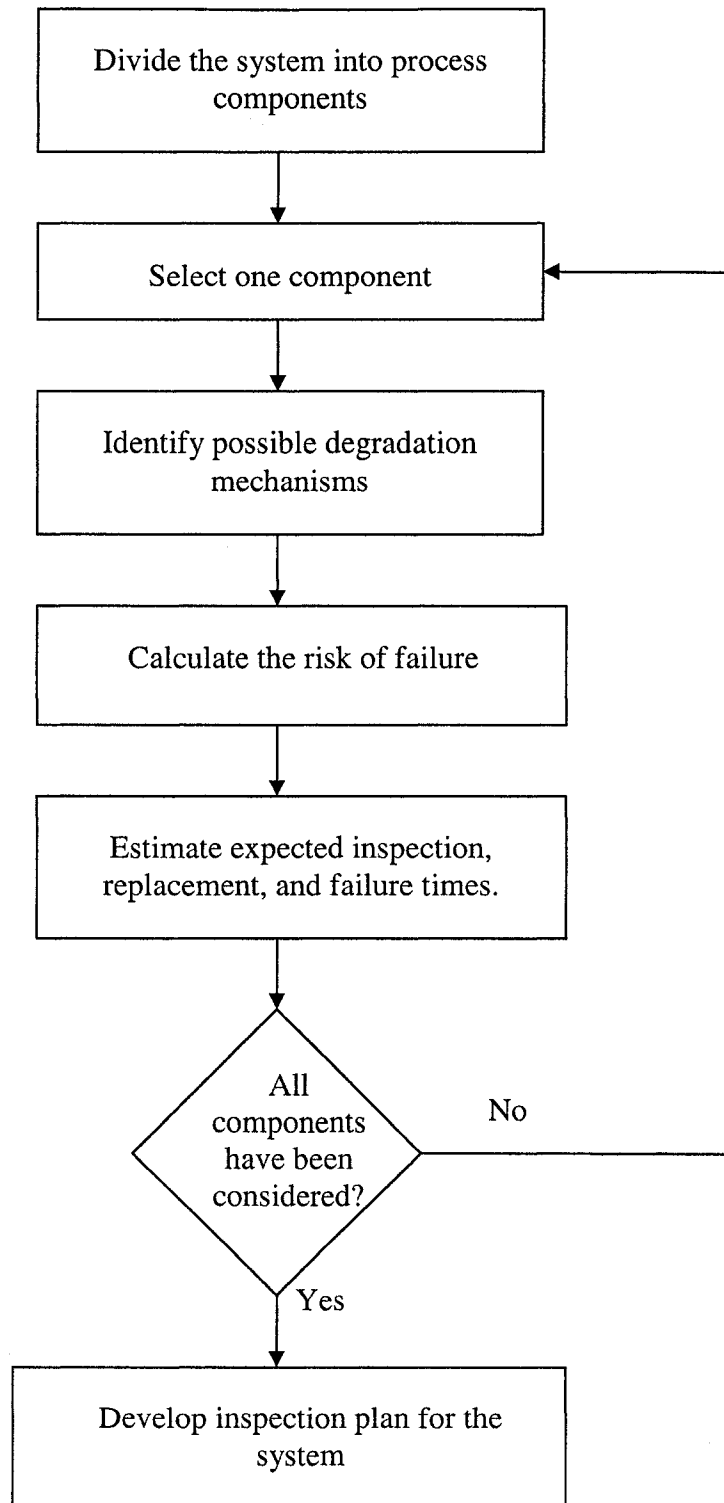 Divide the system into process
components
Select one component
Identify possible degradation
mechanisms
Calculate the risk of failure
Estimate expected inspection,
replacement, and failure times.
All
components
have been
considered?
No
Yes
Develop inspection plan for the
system